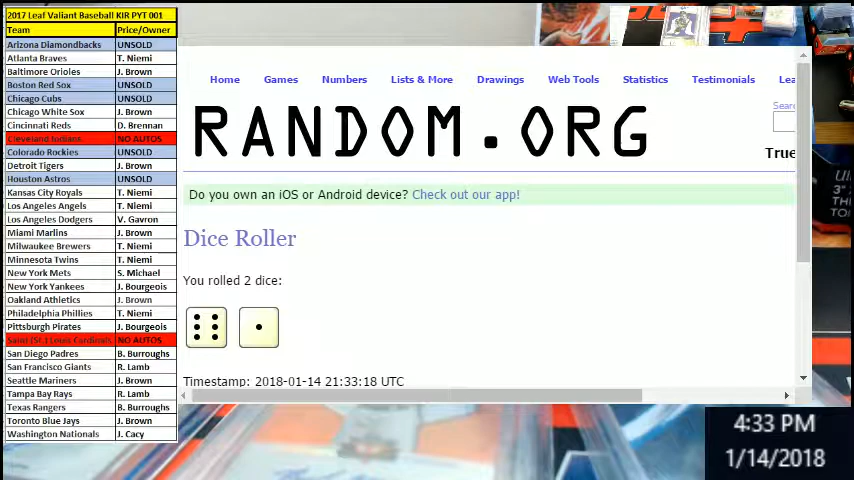 2017 Leaf Valiant Baseball KIR PYT 001
Team Price/Owner
Arizona Diamondbacks UNSOLD
Atlanta Braves T. Niemi
Baltimore Orioles J. Brown
Boston Red Sox UNSOLD
Chicago Cubs UNSOLD
Chicago White Sox J. Brown
Cincinnati Reds D. Brennan
Cleveland Indians NO AUTOS
Colorado Rockies UNSOLD
Detroit Tigers J. Brown
Houston Astros UNSOLD
Kansas City Royals T. Niemi
Los Angeles Angels T. Niemi
Los Angeles Dodgers V. Gavron
Miami Marlins J. Brown
Milwaukee Brewers T. Niemi
Minnesota Twins T. Niemi
New York Mets S. Michael
New York Yankees J. Bourgeois
Oakland Athletics J. Brown
Philadelphia Phillies T. Niemi
Pittsburgh Pirates J. Bourgeois
Saint (St.) Louis Cardinals NO AUTOS
San Diego Padres B. Burroughs
San Francisco Giants R. Lamb
Seattle Mariners J. Brown
Tampa Bay Rays R. Lamb
Texas Rangers B. Burroughs
Toronto Blue Jays J. Brown
Washington Nationals J. Cacy
Home Games Numbers Lists & More Drawings Web Tools Statistics Testimonials Lea
RANDOM.ORG
Sear
True
Do you own an iOS or Android device? Check out our app!
Dice Roller
You rolled 2 dice:
Timestamp: 2018-01-14 21:33:18 UTC
4:33 PM
1/14/2018